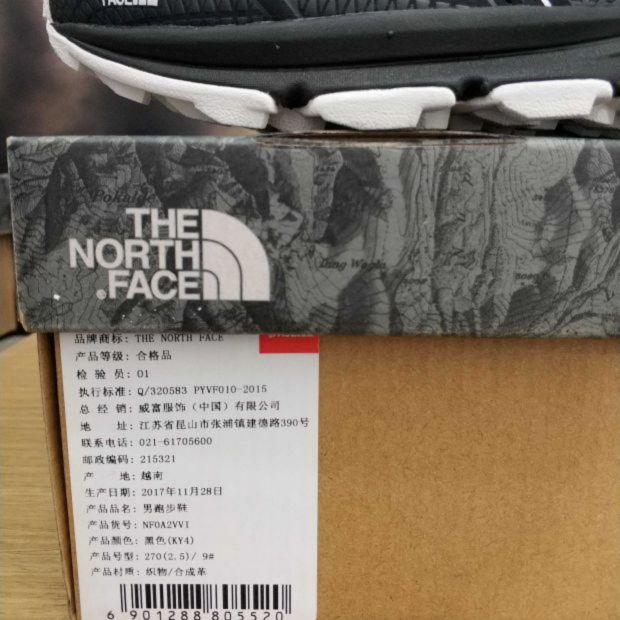 THE
NORTH
FACE
品牌商标: THE NORTH FACE
产品等级: 合格品
检 验 员: 01
执行标准: Q/320583 PYVF010-2015
总 经 销: 威富服饰（中国）有限公司
地 址: 江苏省昆山市张浦镇建德路390号
联系电话: 021-61705600
邮政编码: 215321
产 地: 越南
生产日期: 2017年11月28日
产品品名: 男跑步鞋
产品货号: NF0A2VVI
产品颜色: 黑色(KY4)
产品号型: 270(2.5)/ 9#
产品材质: 织物/合成革
6 901288 805520